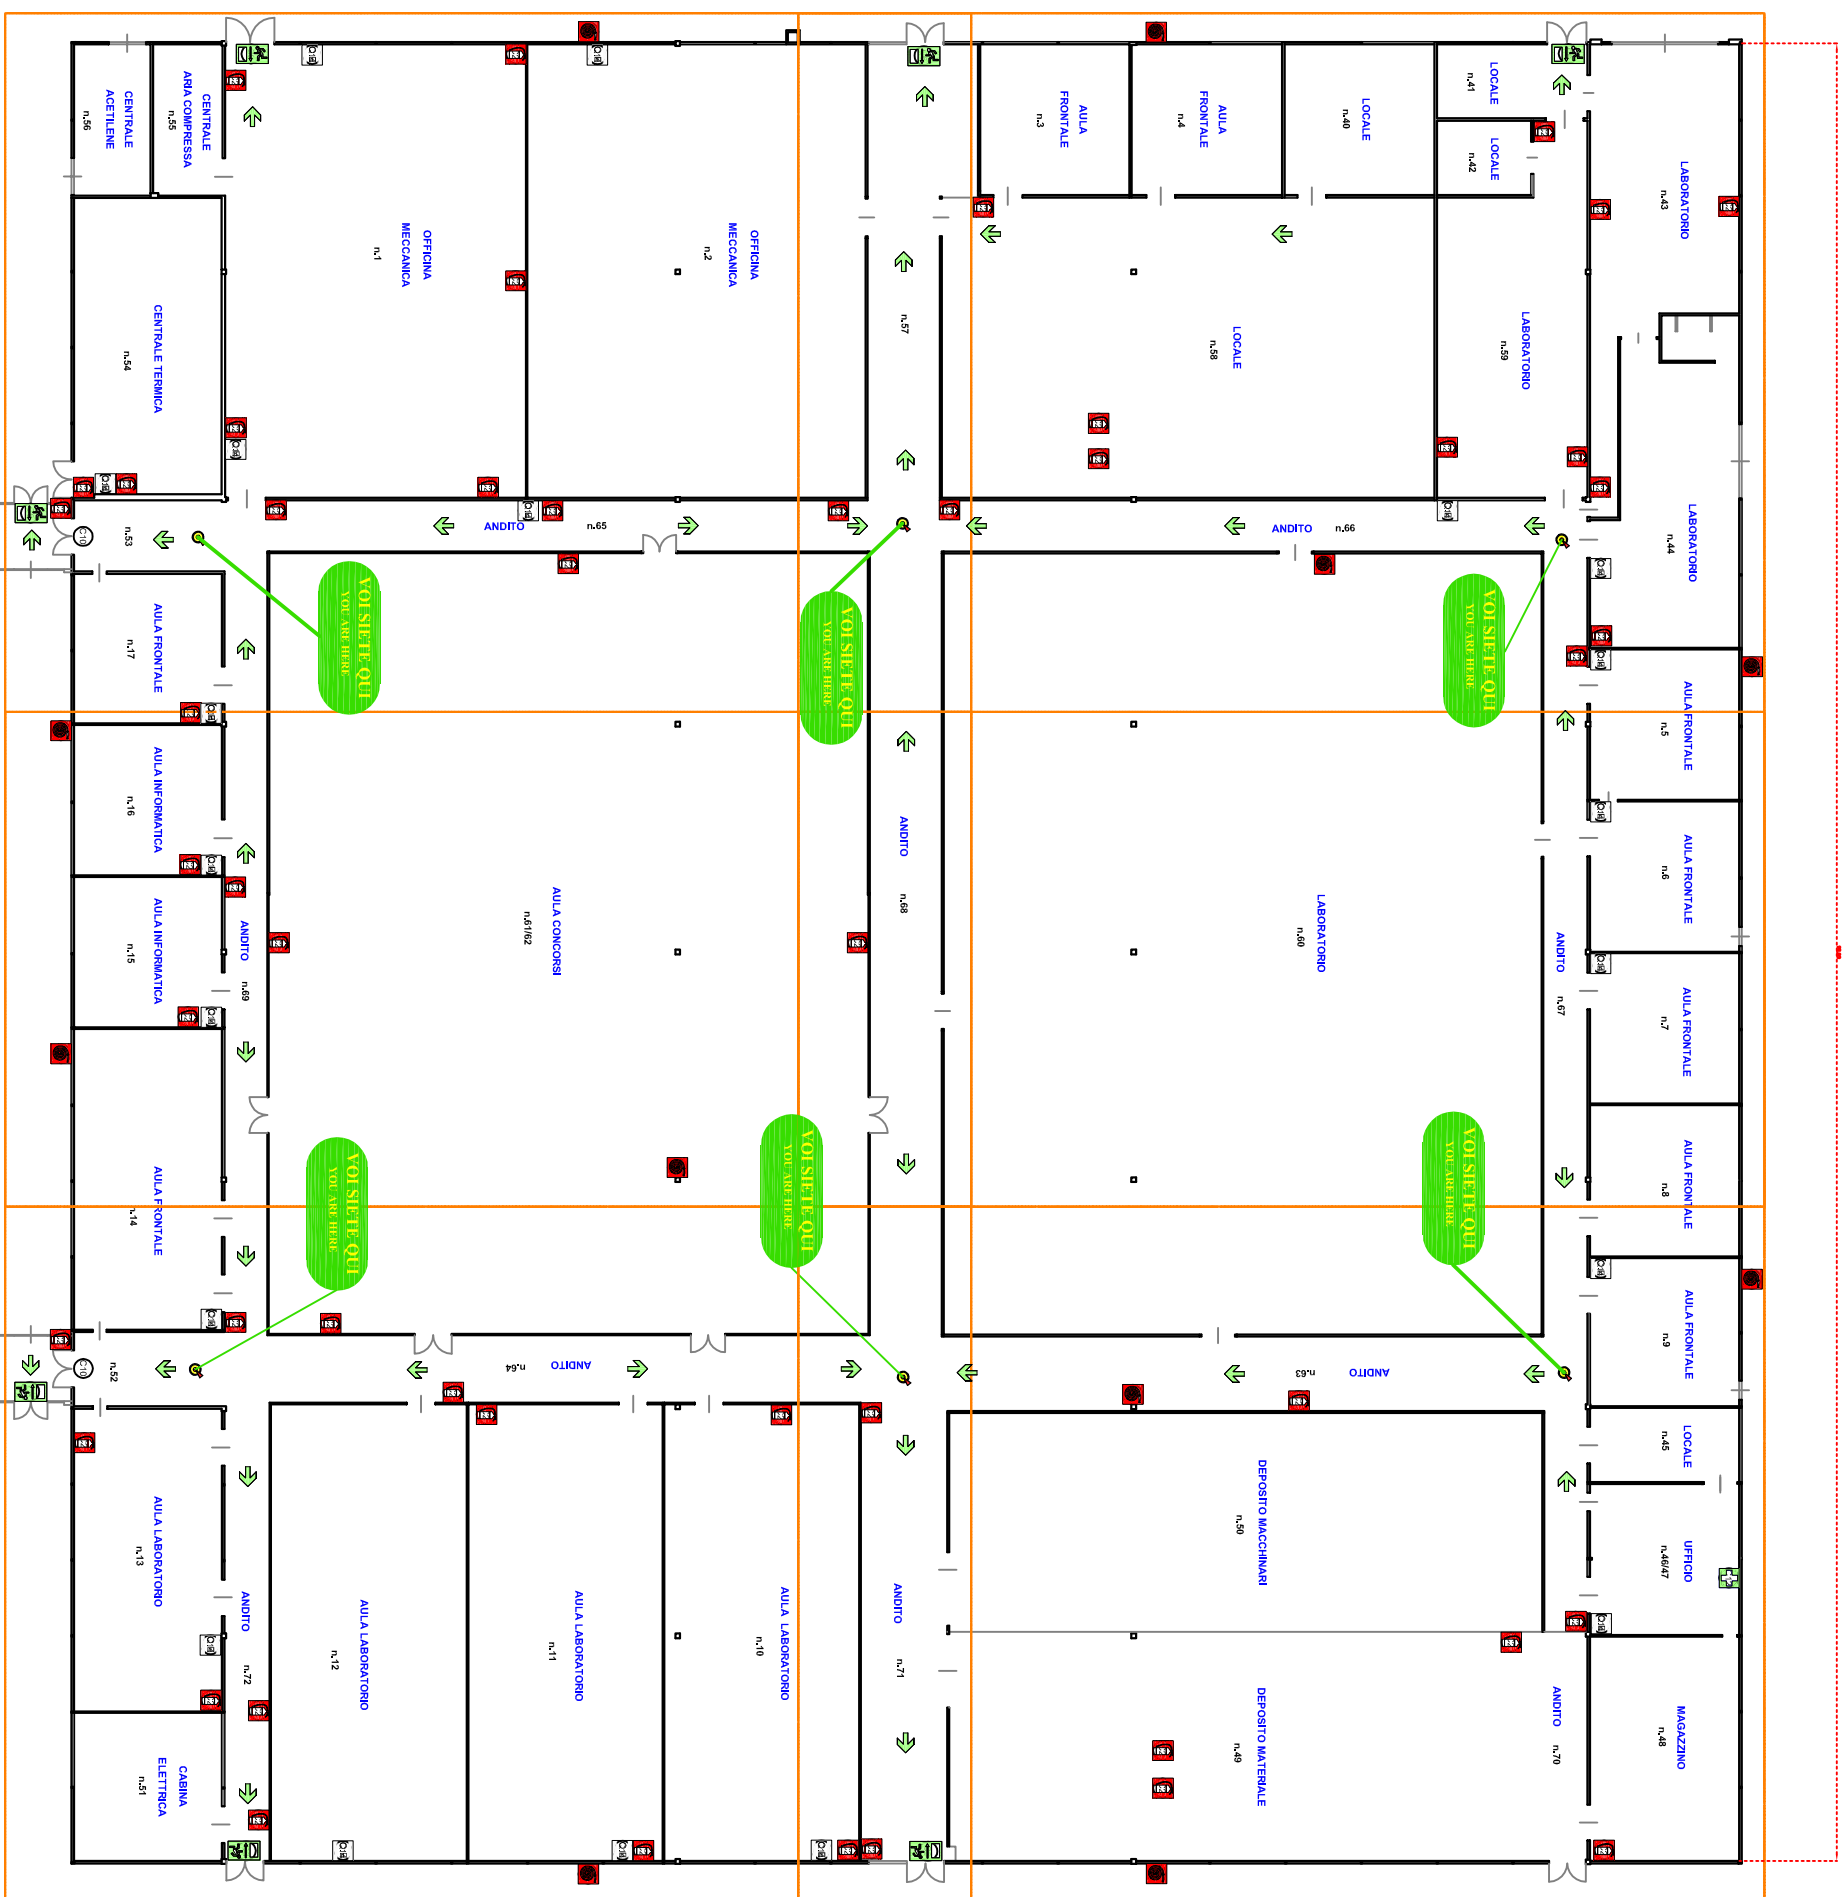 CENTRALE
ACETILENE
n.56
CENTRALE
ARIA COMPRESSA
n.55
OFFICINA
MECCANICA
n.1
OFFICINA
MECCANICA
n.2
AULA
FRONTALE
n.3
AULA
FRONTALE
n.4
LOCALE
n.40
LOCALE
n.41
LOCALE
n.42
LABORATORIO
n.43
CENTRALE TERMICA
n.54
n.57
LOCALE
n.58
LABORATORIO
n.59
LABORATORIO
n.44
n.53
ANDITO
n.65
ANDITO
n.66
VOI SIETE QUI
YOU ARE HERE
VOI SIETE QUI
YOU ARE HERE
VOI SIETE QUI
YOU ARE HERE
AULA FRONTALE
n.17
AULA FRONTALE
n.5
AULA INFORMATICA
n.16
ANDITO
n.68
AULA FRONTALE
n.6
AULA INFORMATICA
n.15
ANDITO
n.69
AULA CONCORSI
n.61/62
LABORATORIO
n.60
ANDITO
n.67
AULA FRONTALE
n.7
AULA FRONTALE
n.14
AULA FRONTALE
n.8
VOI SIETE QUI
YOU ARE HERE
VOI SIETE QUI
YOU ARE HERE
VOI SIETE QUI
YOU ARE HERE
AULA FRONTALE
n.9
n.52
ANDITO
n.64
ANDITO
n.63
LOCALE
n.45
AULA LABORATORIO
n.13
DEPOSITO MACCHINARI
n.50
UFFICIO
n.46/47
ANDITO
n.72
AULA LABORATORIO
n.12
AULA LABORATORIO
n.11
AULA LABORATORIO
n.10
ANDITO
n.71
DEPOSITO MATERIALE
n.49
ANDITO
n.70
MAGAZZINO
n.48
CABINA
ELETTRICA
n.51
C10
C10